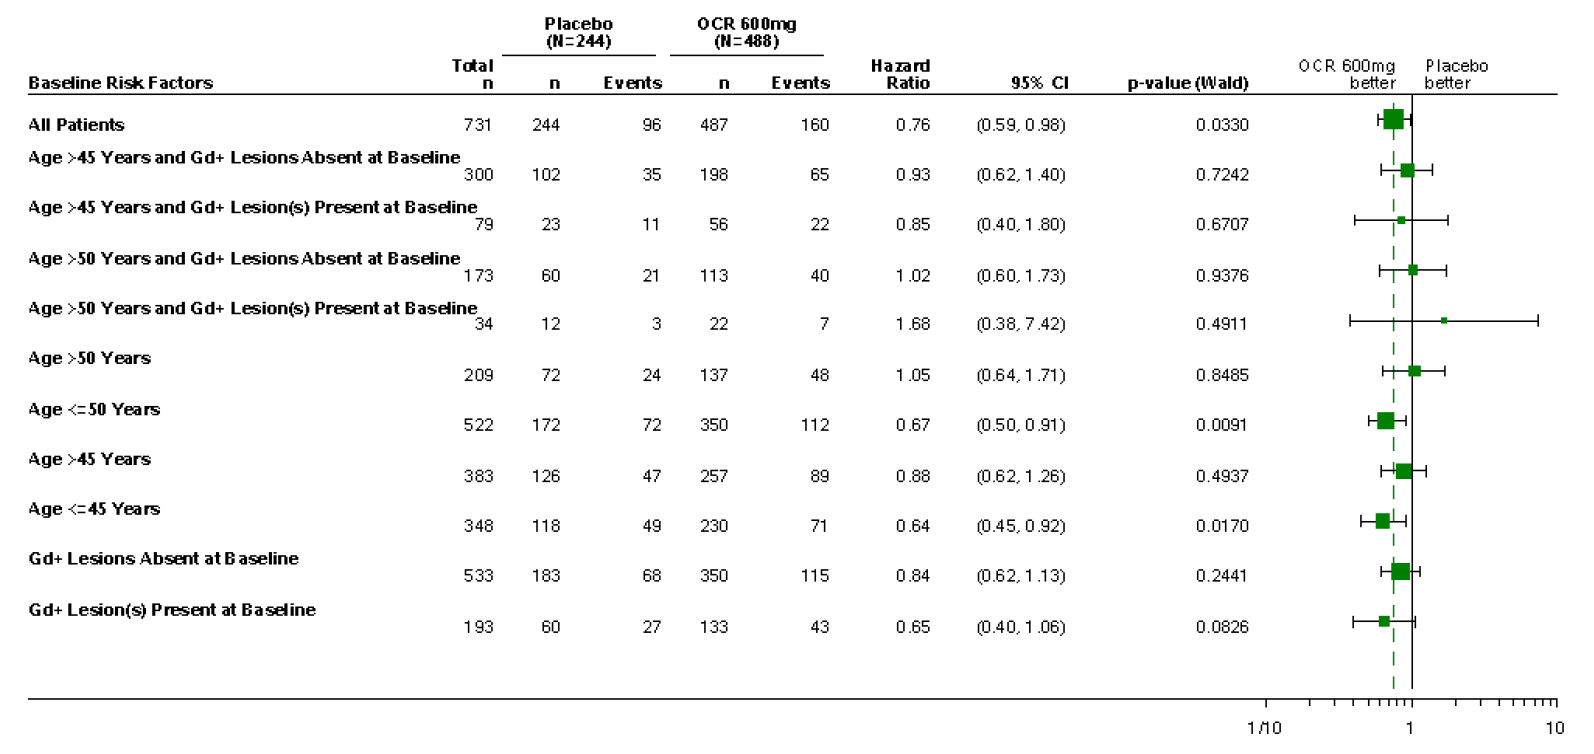 Placebo OCR 600mg
(N=244) (N=488)
Total Hazard OCR 600mg Placebo
Baseline Risk Factors n n Events n Events Ratio 95% CI p-value (Wald) better better
All Patients 731 244 96 487 160 0.76 (0.59, 0.98) 0.0330
Age >45 Years and Gd+ Lesions Absent at Baseline
300 102 35 198 65 0.93 (0.62, 1.40) 0.7242
Age >45 Years and Gd+ Lesion(s) Present at Baseline
79 23 11 56 22 0.85 (0.40, 1.80) 0.6707
Age >50 Years and Gd+ Lesions Absent at Baseline
173 60 21 113 40 1.02 (0.60, 1.73) 0.9376
Age >50 Years and Gd+ Lesion(s) Present at Baseline
34 12 3 22 7 1.68 (0.38, 7.42) 0.4911
Age >50 Years
209 72 24 137 48 1.05 (0.64, 1.71) 0.8485
Age <=50 Years
522 172 72 350 112 0.67 (0.50, 0.91) 0.0091
Age >45 Years
383 126 47 257 89 0.88 (0.62, 1.26) 0.4937
Age <=45 Years
348 118 49 230 71 0.64 (0.45, 0.92) 0.0170
Gd+ Lesions Absent at Baseline
533 183 68 350 115 0.84 (0.62, 1.13) 0.2441
Gd+ Lesion(s) Present at Baseline
193 60 27 133 43 0.65 (0.40, 1.06) 0.0826
1/10 1 10